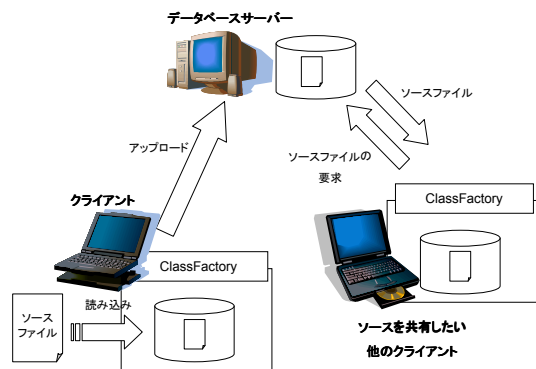 データベースサーバー
ソースファイル
アップロード
ソースファイルの
要求
クライアント
ClassFactory
ClassFactory
読み込み
ソース
ファイル
ソースを共有したい
他のクライアント